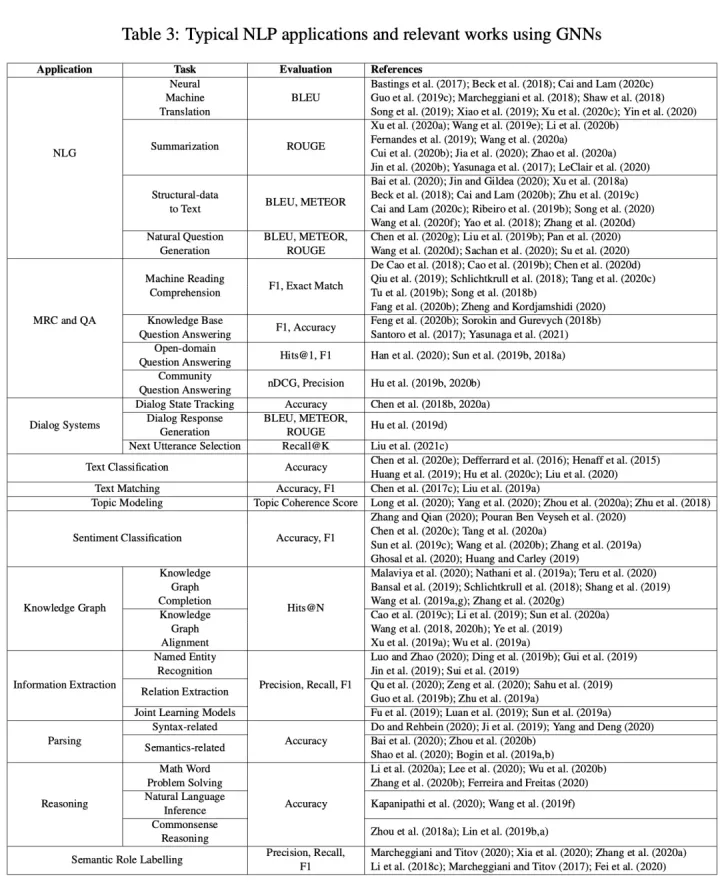 Table 3: Typical NLP applications and relevant works using GNNs
Application Task Evaluation References
NLG
Neural
Machine
Translation
BLEU
Bastings et al. (2017); Beck et al. (2018); Cai and Lam (2020c)
Guo et al. (2019c); Marcheggiani et al. (2018); Shaw et al. (2018)
Song et al. (2019); Xiao et al. (2019); Xu et al. (2020c); Yin et al. (2020)
Summarization
ROUGE
Xu et al. (2020a); Wang et al. (2019e); Li et al. (2020b)
Fernandes et al. (2019); Wang et al. (2020a)
Cui et al. (2020b); Jia et al. (2020); Zhao et al. (2020a)
Jin et al. (2020b); Yasunaga et al. (2017); LeClair et al. (2020)
Structural-data
to Text
BLEU, METEOR
Bai et al. (2020); Jin and Gildea (2020); Xu et al. (2018a)
Beck et al. (2018); Cai and Lam (2020b); Zhu et al. (2019c)
Cai and Lam (2020c); Ribeiro et al. (2019b); Song et al. (2020)
Wang et al. (2020f); Yao et al. (2018); Zhang et al. (2020d)
Natural Question
Generation
BLEU, METEOR,
ROUGE
Chen et al. (2020g); Liu et al. (2019b); Pan et al. (2020)
Wang et al. (2020d); Sachan et al. (2020); Su et al. (2020)
MRC and QA
Machine Reading
Comprehension
F1, Exact Match
De Cao et al. (2018); Cao et al. (2019b); Chen et al. (2020d)
Qiu et al. (2019); Schlichtkrull et al. (2018); Tang et al. (2020c)
Tu et al. (2019b); Song et al. (2018b)
Fang et al. (2020b); Zheng and Kordjamshidi (2020)
Knowledge Base
Question Answering
F1, Accuracy
Feng et al. (2020b); Sorokin and Gurevych (2018b)
Santoro et al. (2017); Yasunaga et al. (2021)
Open-domain
Question Answering
Hits@1, F1
Han et al. (2020); Sun et al. (2019b, 2018a)
Community
Question Answering
nDCG, Precision
Hu et al. (2019b, 2020b)
Dialog Systems
Dialog State Tracking
Accuracy
Chen et al. (2018b, 2020a)
Dialog Response
Generation
BLEU, METEOR,
ROUGE
Hu et al. (2019d)
Next Utterance Selection
Recall@K
Liu et al. (2021c)
Text Classification
Accuracy
Chen et al. (2020e); Defferrard et al. (2016); Henaff et al. (2015)
Huang et al. (2019); Hu et al. (2020c); Liu et al. (2020)
Text Matching
Accuracy, F1
Chen et al. (2017c); Liu et al. (2019a)
Topic Modeling
Topic Coherence Score
Long et al. (2020); Yang et al. (2020); Zhou et al. (2020a); Zhu et al. (2018)
Sentiment Classification
Accuracy, F1
Zhang and Qian (2020); Pouran Ben Veyseh et al. (2020)
Chen et al. (2020c); Tang et al. (2020a)
Sun et al. (2019c); Wang et al. (2020b); Zhang et al. (2019a)
Ghosal et al. (2020); Huang and Carley (2019)
Knowledge Graph
Knowledge
Graph
Completion
Hits@N
Malaviya et al. (2020); Nathani et al. (2019a); Teru et al. (2020)
Bansal et al. (2019); Schlichtkrull et al. (2018); Shang et al. (2019)
Wang et al. (2019a,g); Zhang et al. (2020g)
Knowledge
Graph
Alignment
Cao et al. (2019c); Li et al. (2019); Sun et al. (2020a)
Wang et al. (2018, 2020h); Ye et al. (2019)
Xu et al. (2019a); Wu et al. (2019a)
Information Extraction
Named Entity
Recognition
Precision, Recall, F1
Luo and Zhao (2020); Ding et al. (2019b); Gui et al. (2019)
Jin et al. (2019); Sui et al. (2019)
Relation Extraction
Qu et al. (2020); Zeng et al. (2020); Sahu et al. (2019)
Guo et al. (2019b); Zhu et al. (2019a)
Joint Learning Models
Fu et al. (2019); Luan et al. (2019); Sun et al. (2019a)
Parsing
Syntax-related
Accuracy
Do and Rehbein (2020); Ji et al. (2019); Yang and Deng (2020)
Semantics-related
Bai et al. (2020); Zhou et al. (2020b)
Shao et al. (2020); Bogin et al. (2019a,b)
Reasoning
Math Word
Problem Solving
Accuracy
Li et al. (2020a); Lee et al. (2020); Wu et al. (2020b)
Zhang et al. (2020b); Ferreira and Freitas (2020)
Natural Language
Inference
Kapanipathi et al. (2020); Wang et al. (2019f)
Commonsense
Reasoning
Zhou et al. (2018a); Lin et al. (2019b,a)
Semantic Role Labelling
Precision, Recall,
F1
Marcheggiani and Titov (2020); Xia et al. (2020); Zhang et al. (2020a)
Li et al. (2018c); Marcheggiani and Titov (2017); Fei et al. (2020)